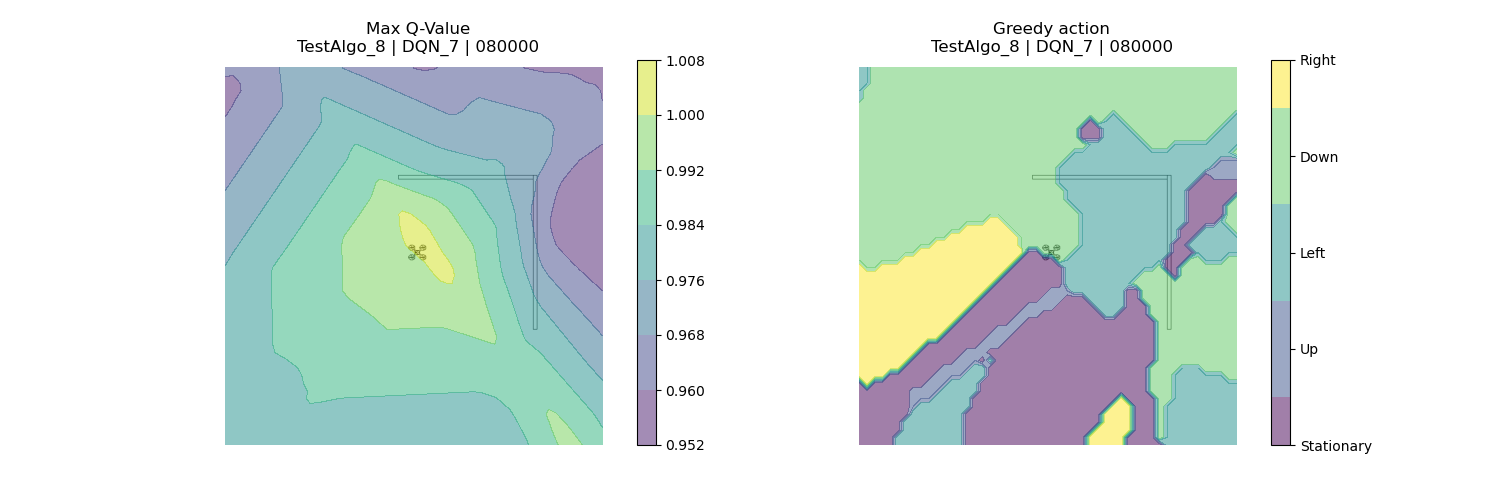 Max Q-Value
TestAlgo_8 | DQN_7 | 080000
1.008
1.000
0.992
0.984
0.976
0.968
0.960
0.952
Greedy action
TestAlgo_8 | DQN_7 | 080000
Right
Down
Left
Up
Stationary